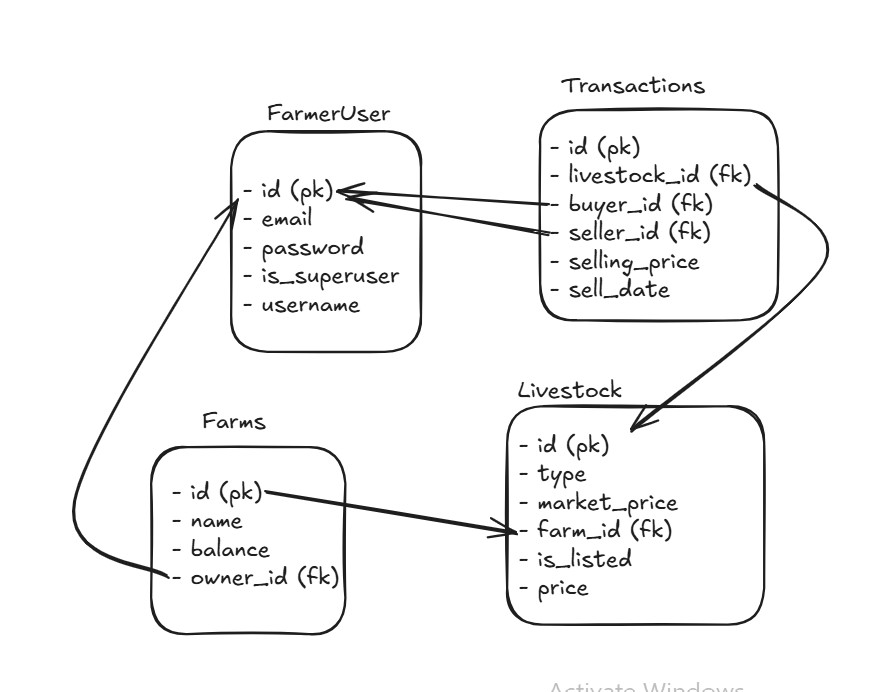 FarmerUser
- id (pk)
- email
- password
- is_superuser
- username
Transactions
- id (pk)
- livestock_id (fk)
- buyer_id (fk)
- seller_id (fk)
- selling_price
- sell_date
Farms
- id (pk)
- name
- balance
- owner_id (fk)
Livestock
- id (pk)
- type
- market_price
- farm_id (fk)
- is_listed
- price
Activate Windows